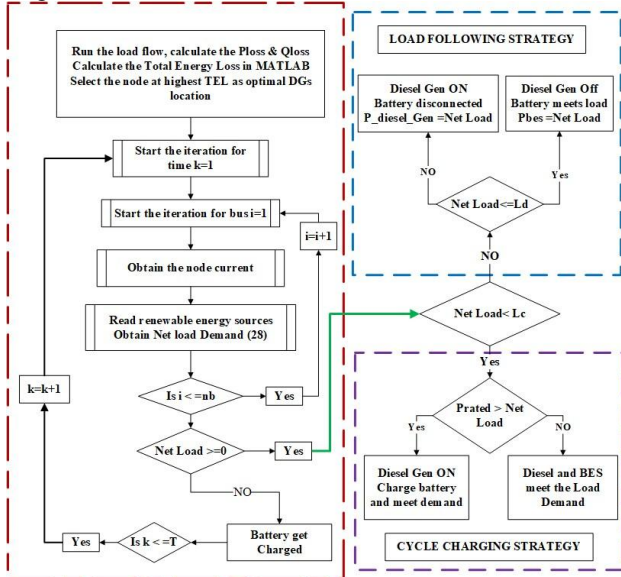 Run the load flow, calculate the Ploss & Qloss
Calculate the Total Energy Loss in MATLAB
Select the node at highest TEL as optimal DGs
location
Start the iteration for
time k=1
Start the iteration for bus i=1
i=i+1
Obtain the node current
Read renewable energy sources
Obtain Net load Demand (28)
k=k+1
Is i <=nb
Yes
Net Load >=0
Yes
NO
Battery get
Charged
Is k <=T
Yes
LOAD FOLLOWING STRATEGY
Diesel Gen ON
Battery disconnected
P_diesel_Gen =Net Load
Diesel Gen Off
Battery meets load
Pbes =Net Load
NO
Yes
Net Load<=Ld
NO
Net Load< Lc
Yes
Prated > Net
Load
Yes
NO
Diesel Gen ON
Charge battery
and meet demand
Diesel and BES
meet the Load
Demand
CYCLE CHARGING STRATEGY